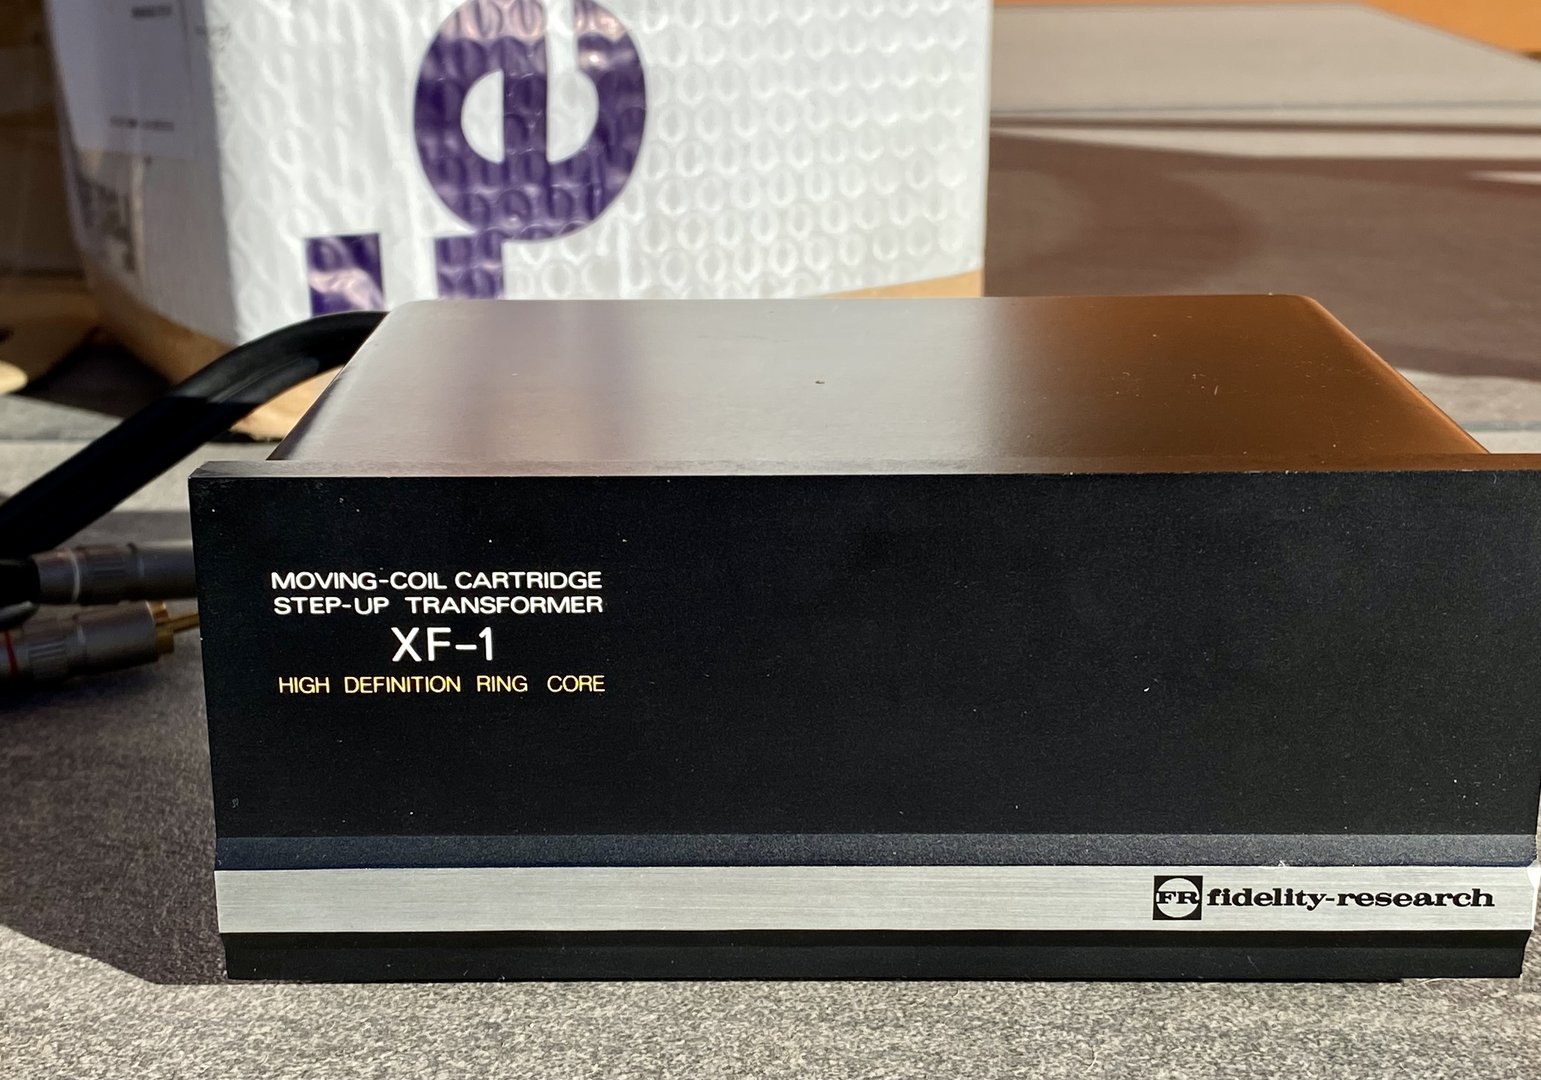 MOVING-COIL CARTRIDGE
STEP-UP TRANSFORMER
XF-1
HIGH DEFINITION RING CORE
FR fidelity-research